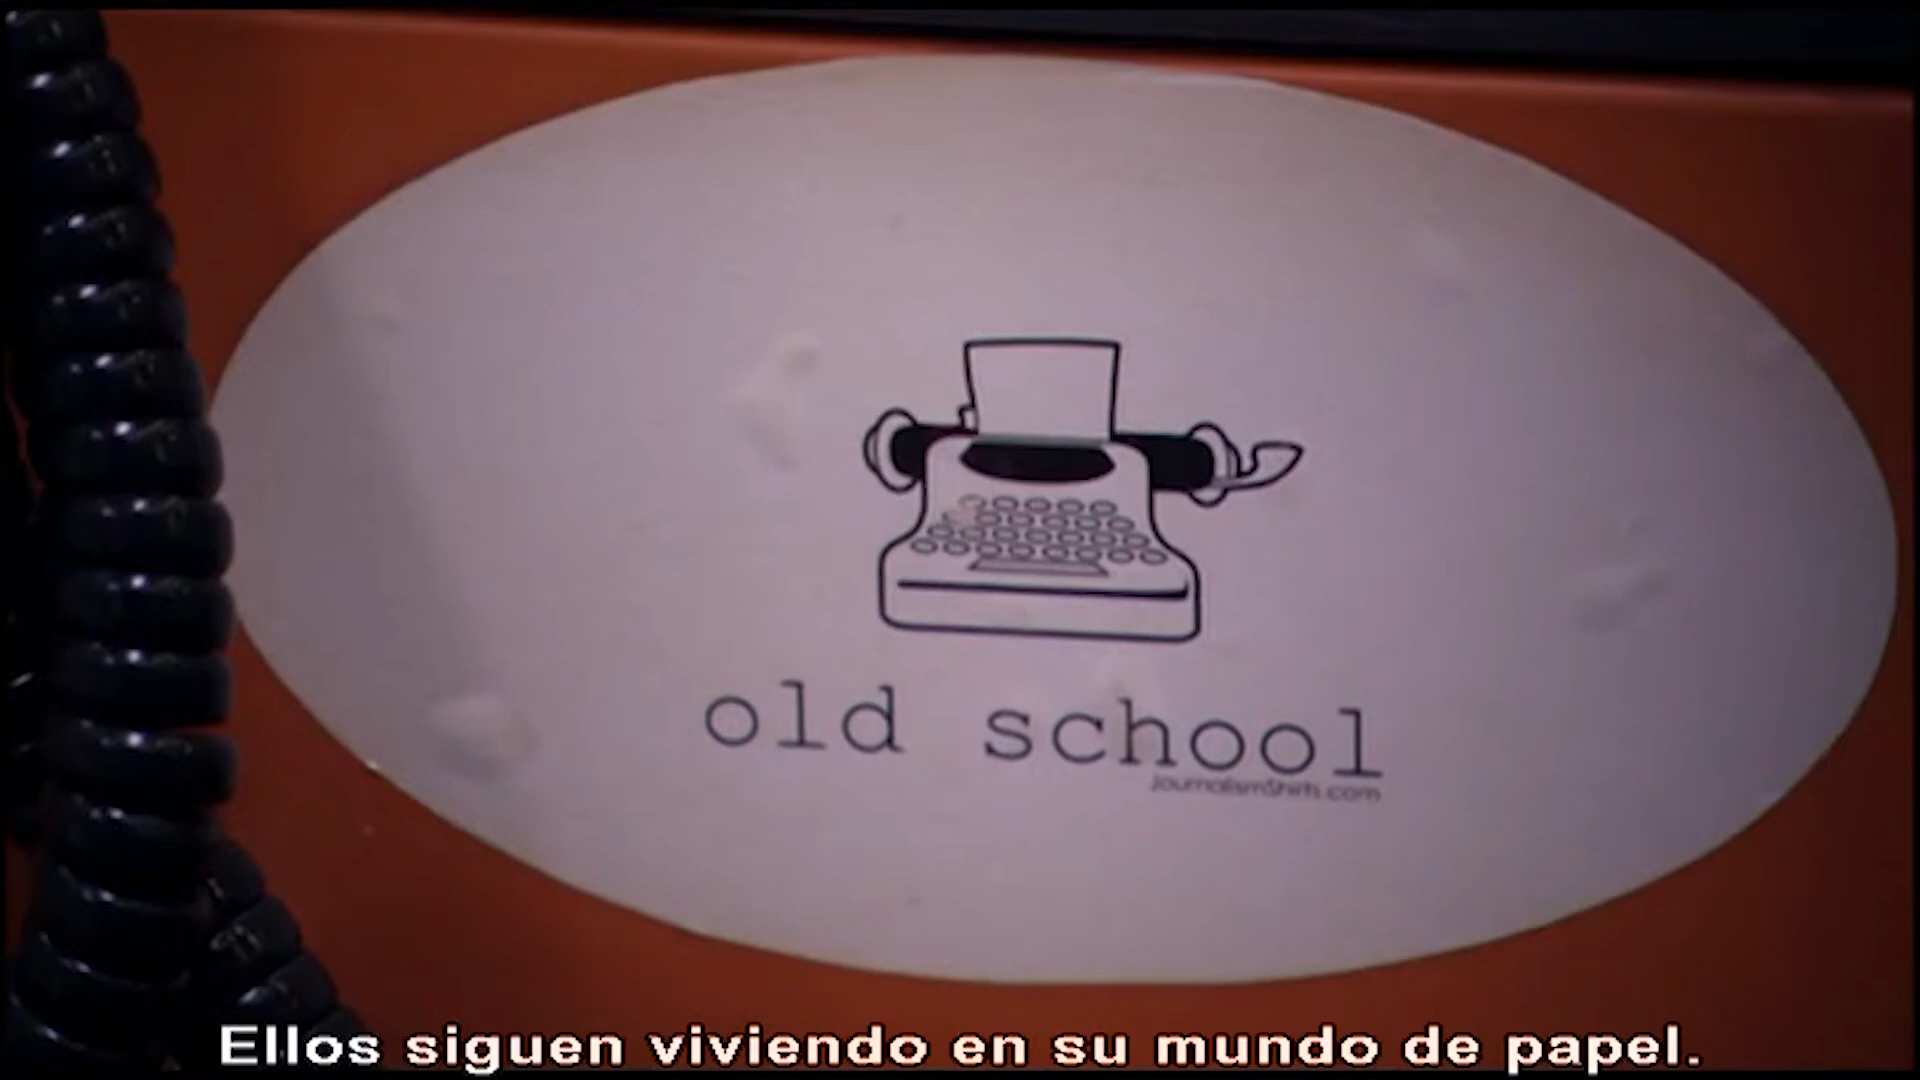 old school
JournalismShirts.com
Ellos siguen viviendo en su mundo de papel.